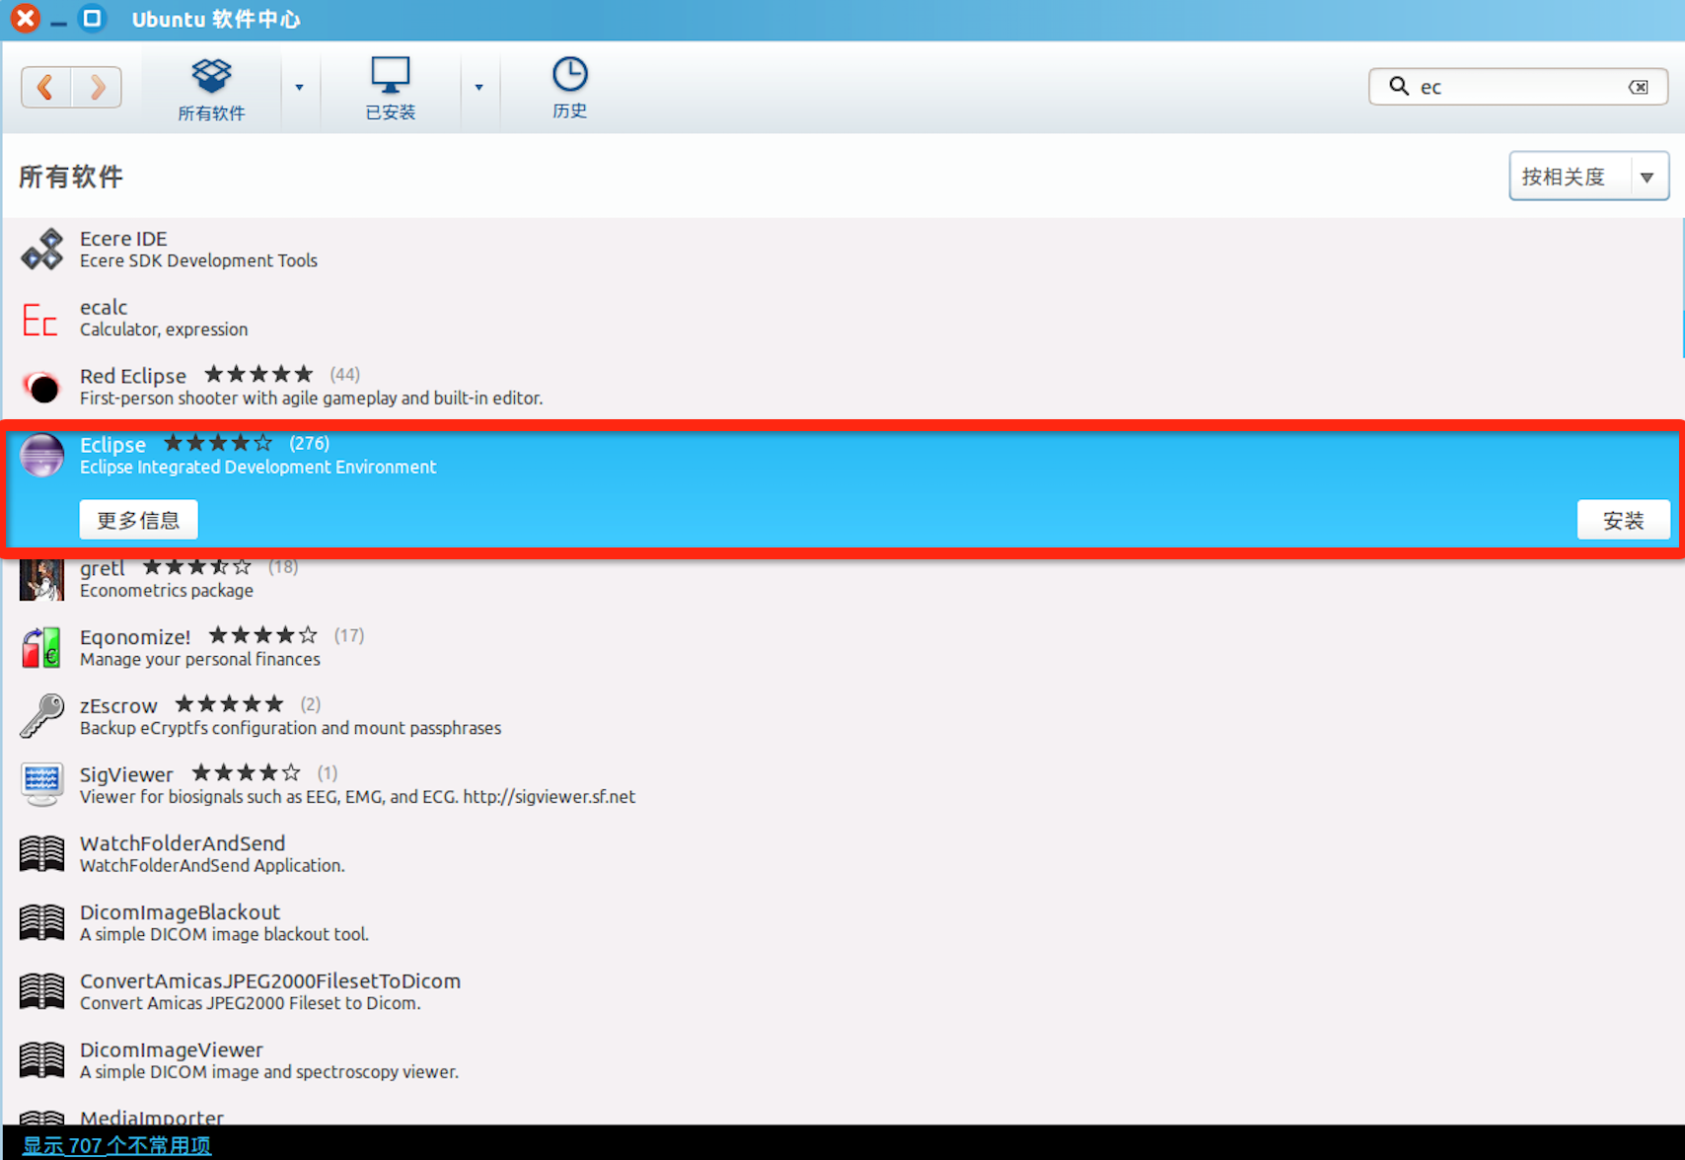 Ubuntu 软件中心
所有软件
已安装
历史
ec
所有软件
按相关度
Ecere IDE
Ecere SDK Development Tools
Ec
ecalc
Calculator, expression
Red Eclipse (44)
First-person shooter with agile gameplay and built-in editor.
Eclipse (276)
Eclipse Integrated Development Environment
更多信息
安装
gretl (18)
Econometrics package
Eqonomize! (17)
Manage your personal finances
zEscrow (2)
Backup eCryptfs configuration and mount passphrases
SigViewer (1)
Viewer for biosignals such as EEG, EMG, and ECG. http://sigviewer.sf.net
WatchFolderAndSend
WatchFolderAndSend Application.
DicomImageBlackout
A simple DICOM image blackout tool.
ConvertAmicasJPEG2000FilesetToDicom
Convert Amicas JPEG2000 Fileset to Dicom.
DicomImageViewer
A simple DICOM image and spectroscopy viewer.
MediaImporter
显示 707 个不常用项